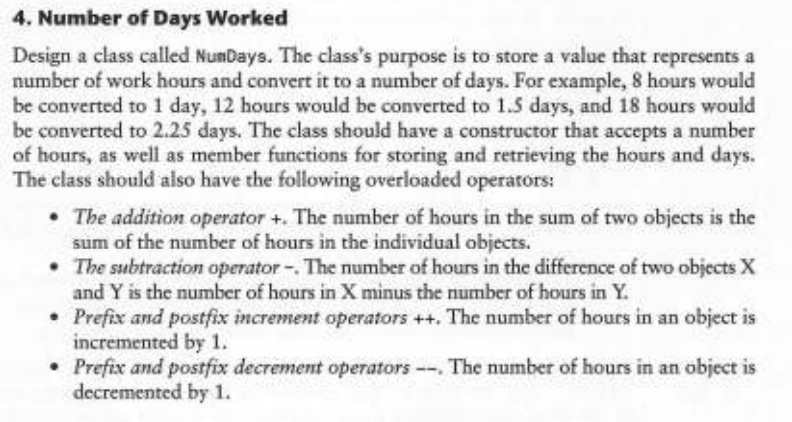 4. Number of Days Worked
Design a class called NumDays. The class's purpose is to store a value that represents a
number of work hours and convert it to a number of days. For example, 8 hours would
be converted to 1 day, 12 hours would be converted to 1.5 days, and 18 hours would
be converted to 2.25 days. The class should have a constructor that accepts a number
of hours, as well as member functions for storing and retrieving the hours and days.
The class should also have the following overloaded operators:
• The addition operator +. The number of hours in the sum of two objects is the
sum of the number of hours in the individual objects.
• The subtraction operator –. The number of hours in the difference of two objects X
and Y is the number of hours in X minus the number of hours in Y.
• Prefix and postfix increment operators ++. The number of hours in an object is
incremented by 1.
• Prefix and postfix decrement operators --. The number of hours in an object is
decremented by 1.